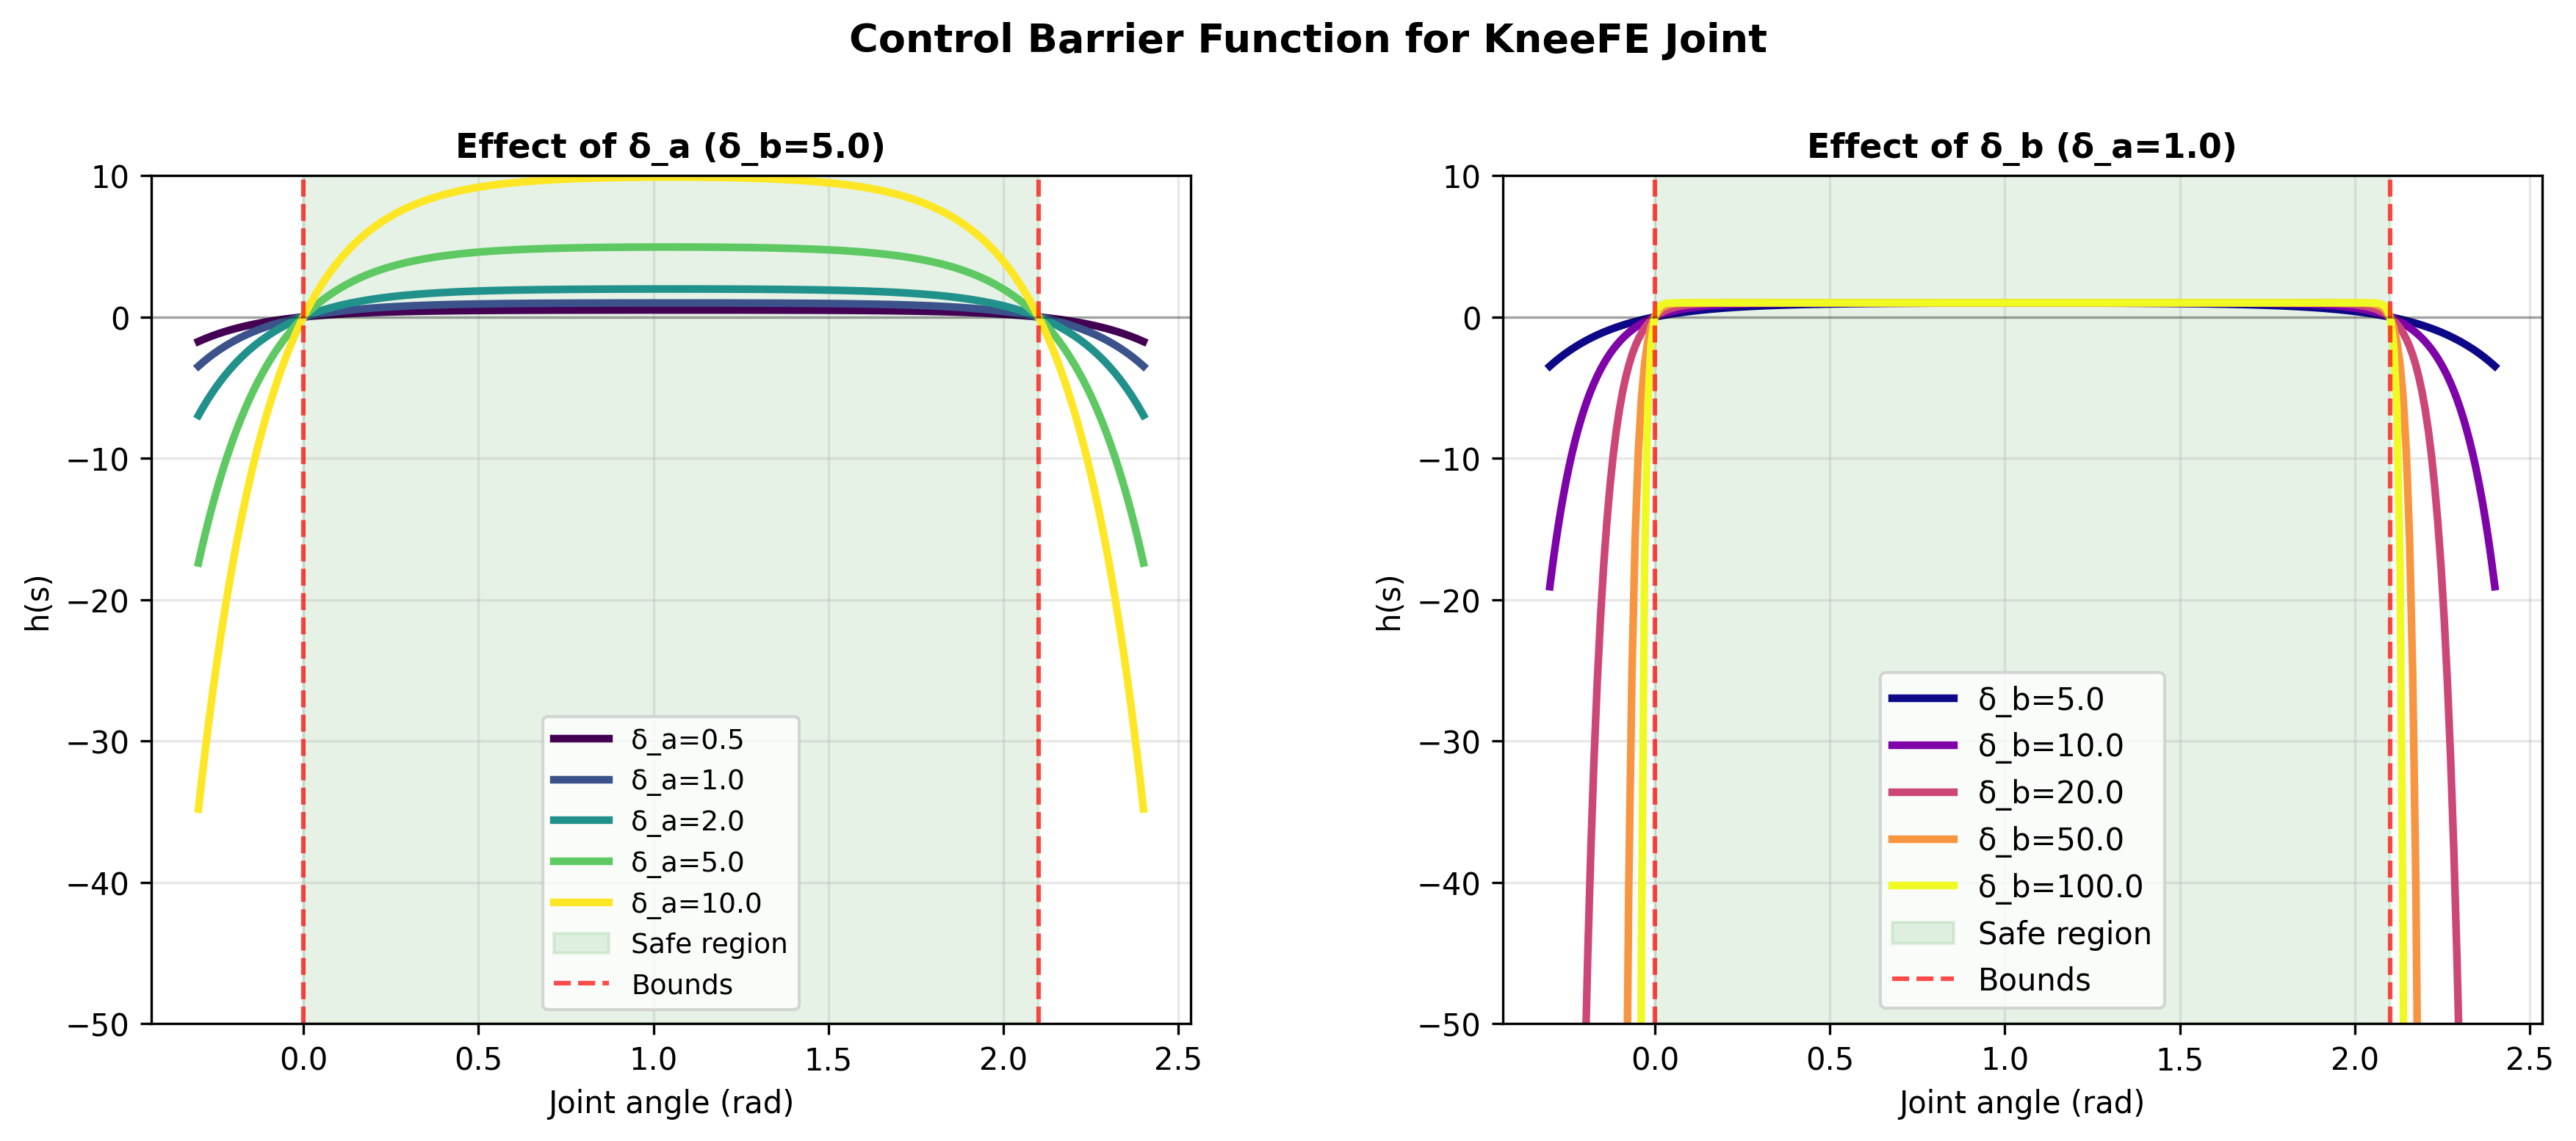 Control Barrier Function for KneeFE Joint
Effect of δ_a (δ_b=5.0)
10
0
−10
−20
−30
−40
−50
h(s)
δ_a=0.5
δ_a=1.0
δ_a=2.0
δ_a=5.0
δ_a=10.0
Safe region
Bounds
0.0 0.5 1.0 1.5 2.0 2.5
Joint angle (rad)
Effect of δ_b (δ_a=1.0)
10
0
−10
−20
−30
−40
−50
h(s)
δ_b=5.0
δ_b=10.0
δ_b=20.0
δ_b=50.0
δ_b=100.0
Safe region
Bounds
0.0 0.5 1.0 1.5 2.0 2.5
Joint angle (rad)